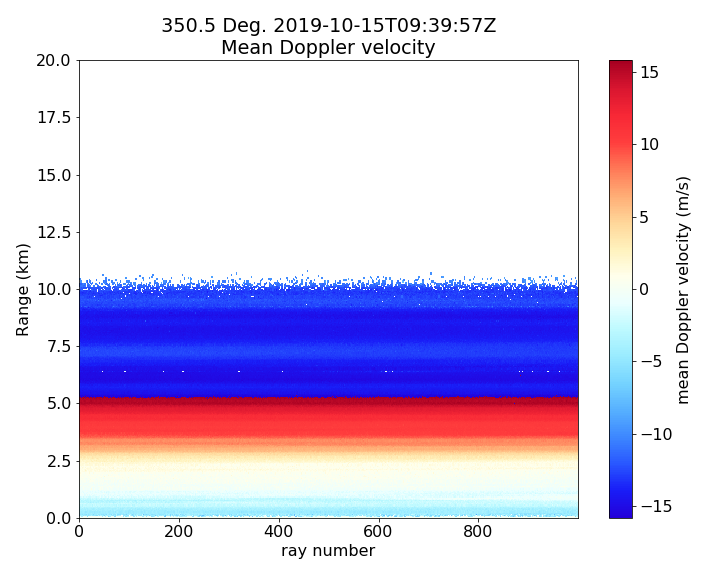 350.5 Deg. 2019-10-15T09:39:57Z
Mean Doppler velocity
20.0
17.5
15.0
12.5
10.0
7.5
5.0
2.5
0.0
Range (km)
0 200 400 600 800
ray number
15
10
5
0
−5
−10
−15
mean Doppler velocity (m/s)